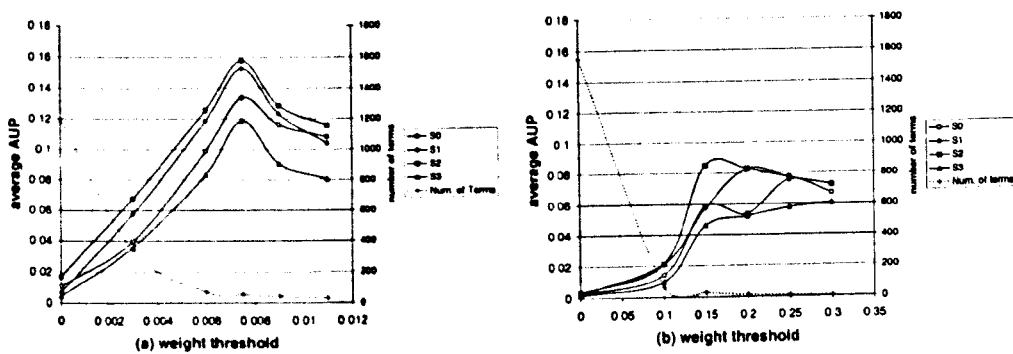 0.18
0.16
0.14
0.12
0.1
0.08
0.06
0.04
0.02
0
average AUP
1800
1600
1400
1200
1000
800
600
400
200
0
number of terms
0 0.002 0.004 0.006 0.008 0.01 0.012
(a) weight threshold
S0
S1
S2
S3
Num. of Terms
0 18
0 16
0 14
0 12
0 1
0 08
0 06
0 04
0 02
0
average AUP
1800
1600
1400
1200
1000
800
600
400
200
0
number of terms
0 0 05 0.1 0.15 0.2 0.25 0.3 0 35
(b) weight threshold
S0
S1
S2
S3
Num. of terms